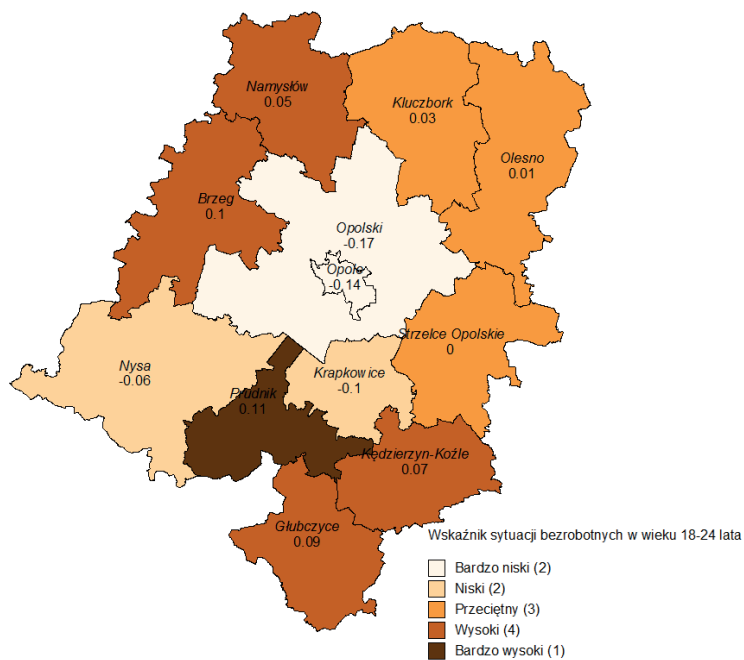 Namysłów
0.05
Kluczbork
0.03
Olesno
0.01
Brzeg
0.1
Opolski
-0.17
Opole
-0.14
Strzelce Opolskie
0
Nysa
-0.06
Krapkowice
-0.1
Prudnik
0.11
Kędzierzyn-Koźle
0.07
Głubczyce
0.09
Wskaźnik sytuacji bezrobotnych w wieku 18-24 lata
Bardzo niski (2)
Niski (2)
Przeciętny (3)
Wysoki (4)
Bardzo wysoki (1)